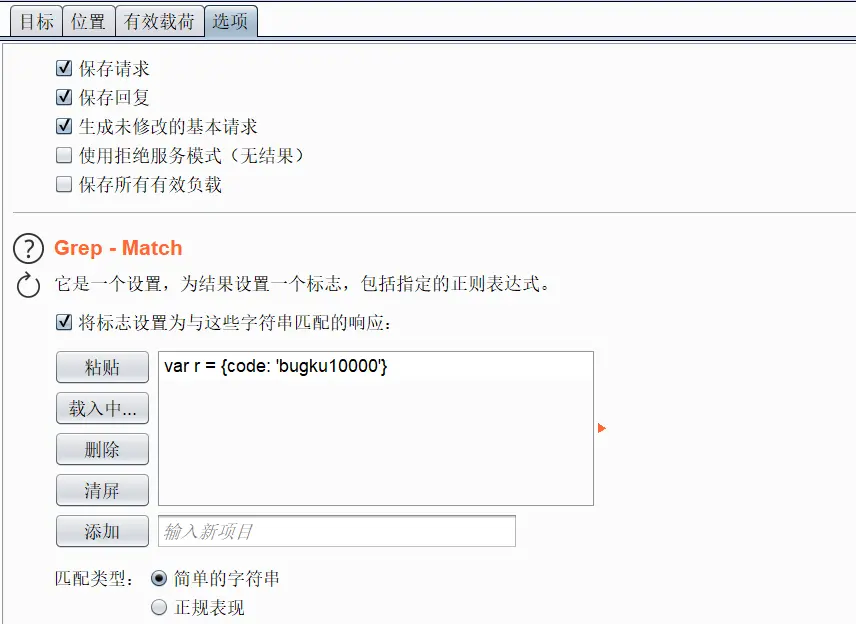 目标 位置 有效载荷 选项
保存请求
保存回复
生成未修改的基本请求
使用拒绝服务模式（无结果）
保存所有有效负载
? Grep - Match
它是一个设置，为结果设置一个标志，包括指定的正则表达式。
将标志设置为与这些字符串匹配的响应：
粘贴 var r = {code: 'bugku10000'}
载入中...
删除
清屏
添加 输入新项目
匹配类型： 简单的字符串
正规表现